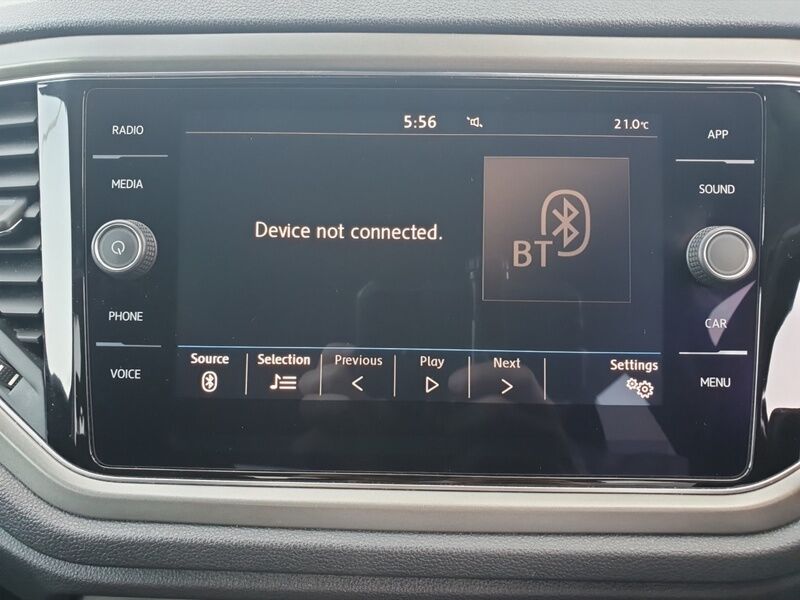 RADIO
MEDIA
PHONE
VOICE
5:56
21.0°C
Device not connected.
BT
Source
Selection
Previous
Play
Next
Settings
APP
SOUND
CAR
MENU